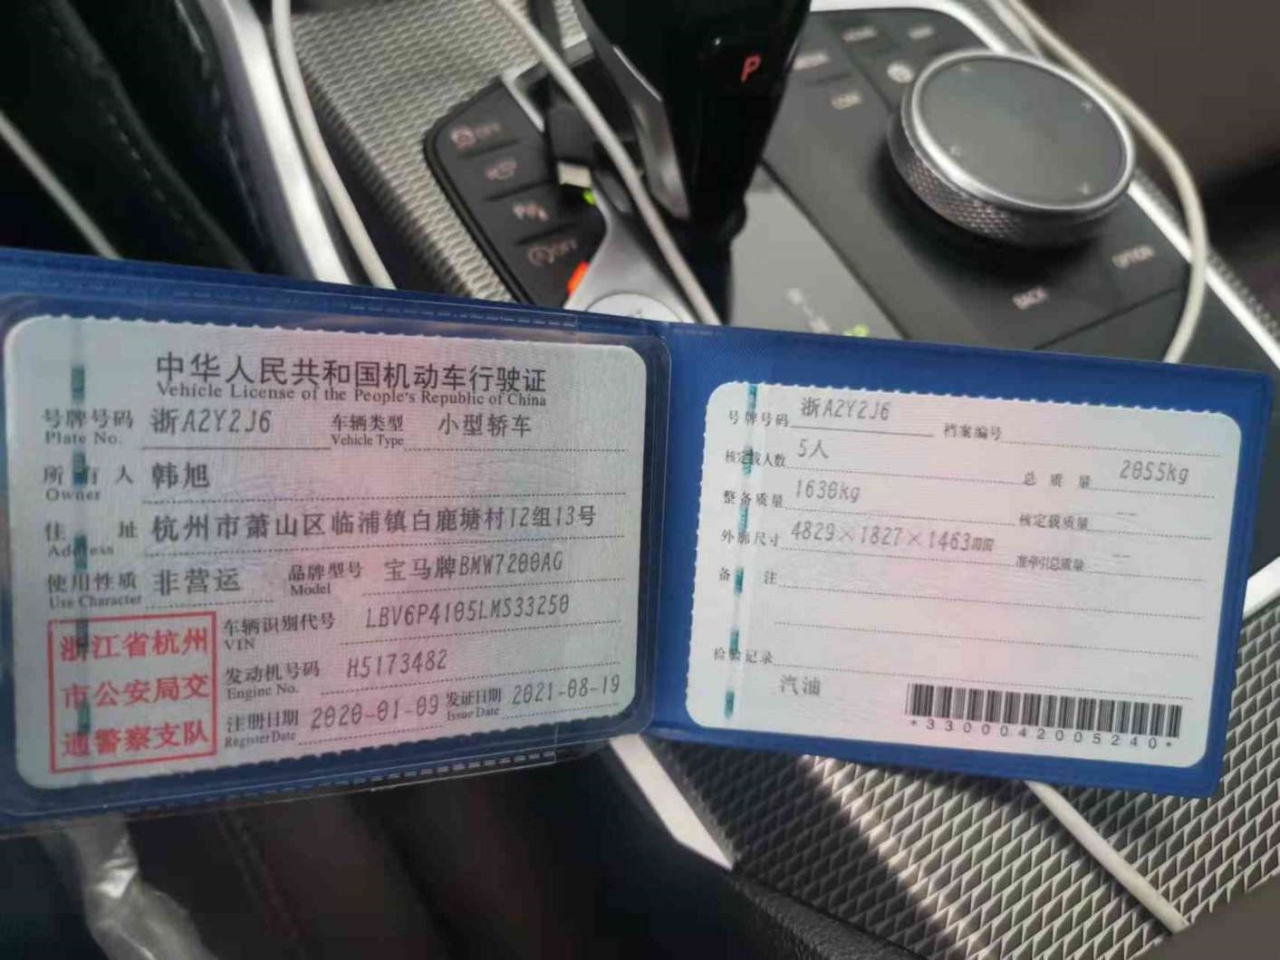 P
OFF
OFF
OPTION
BACK
中华人民共和国机动车行驶证
Vehicle License of the People's Republic of China
号牌号码 浙A2Y2J6 车辆类型 小型轿车
Plate No. Vehicle Type
所有人 韩旭
Owner
住址 杭州市萧山区临浦镇白鹿塘村12组13号
Address
使用性质 非营运 品牌型号 宝马牌BMW7200AG
Use Character Model
浙江省杭州
市公安局交
通警察支队
车辆识别代号 LBV6P4105LMS33250
VIN
发动机号码 H5173482
Engine No.
注册日期 2020-01-09 发证日期 2021-08-19
Register Date Issue Date
号牌号码 浙A2Y2J6 档案编号
核定载人数 5人 总质量 2055kg
整备质量 1630kg 核定载质量 --
外廓尺寸 4829×1827×1463mm 准牵引总质量 --
备注
检验记录
汽油
*3300042005240*